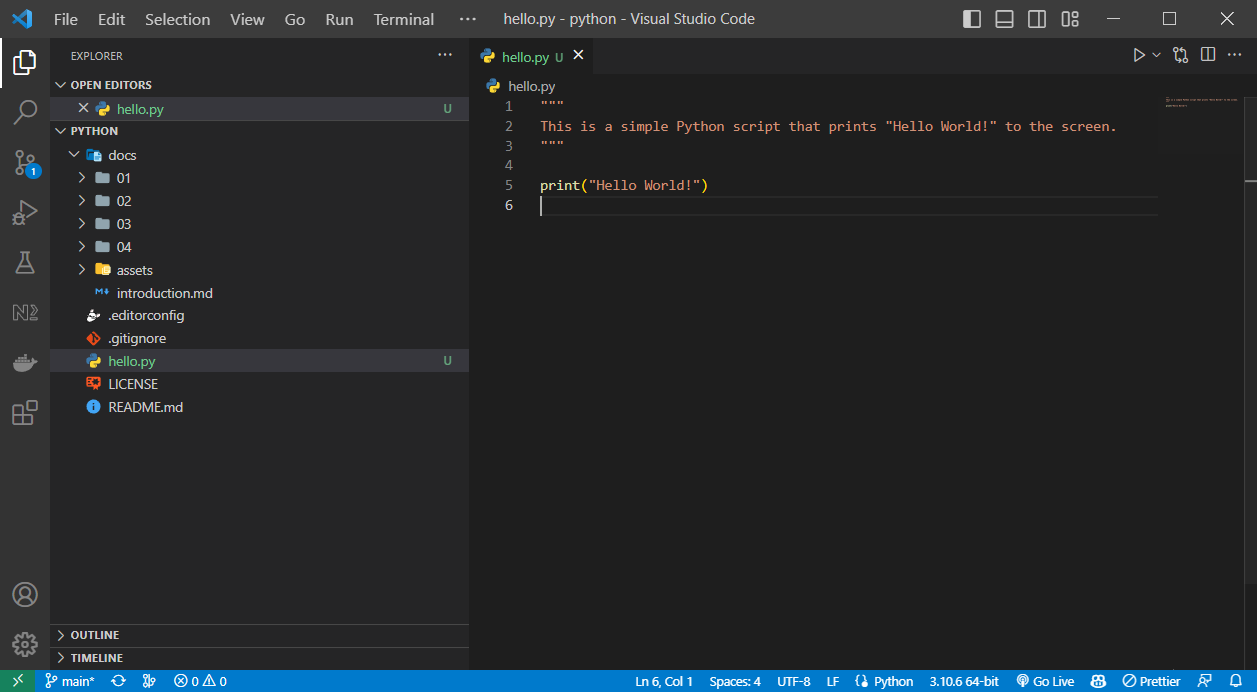 File Edit Selection View Go Run Terminal ··· hello.py - python - Visual Studio Code
EXPLORER ···
OPEN EDITORS
hello.py U
PYTHON
docs
01
02
03
04
assets
introduction.md
.editorconfig
.gitignore
hello.py U
LICENSE
README.md
OUTLINE
TIMELINE
1
hello.py U
hello.py
1 """
2 This is a simple Python script that prints "Hello World!" to the screen.
3 """
4
5 print("Hello World!")
6
main* 0 0 Ln 6, Col 1 Spaces: 4 UTF-8 LF Python 3.10.6 64-bit Go Live Prettier